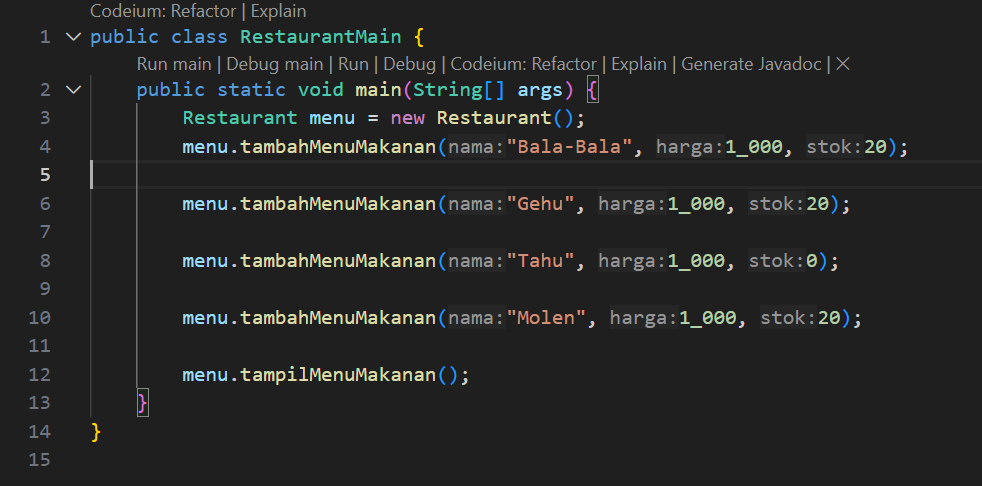 Codeium: Refactor | Explain
1 public class RestaurantMain {
Run main | Debug main | Run | Debug | Codeium: Refactor | Explain | Generate Javadoc | ×
2 public static void main(String[] args) {
3 Restaurant menu = new Restaurant();
4 menu.tambahMenuMakanan(nama:"Bala-Bala", harga:1_000, stok:20);
5
6 menu.tambahMenuMakanan(nama:"Gehu", harga:1_000, stok:20);
7
8 menu.tambahMenuMakanan(nama:"Tahu", harga:1_000, stok:0);
9
10 menu.tambahMenuMakanan(nama:"Molen", harga:1_000, stok:20);
11
12 menu.tampilMenuMakanan();
13 }
14 }
15